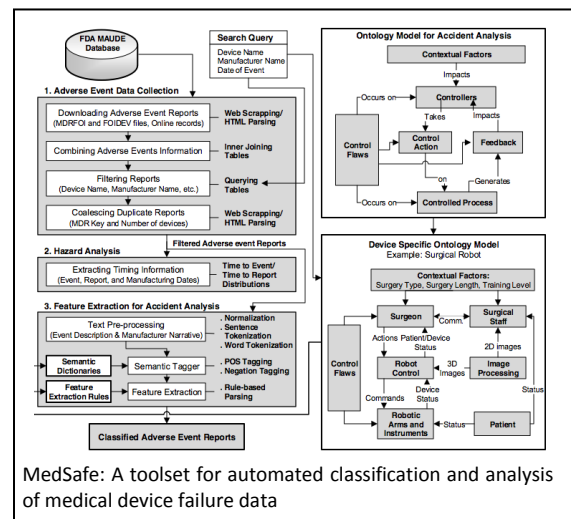 FDA MAUDE
Database
Search Query
Device Name
Manufacturer Name
Date of Event
1. Adverse Event Data Collection
Downloading Adverse Event Reports
(MDRFOI and FOIDEV files, Online records)
Web Scrapping/
HTML Parsing
Combining Adverse Events Information
Inner Joining
Tables
Filtering Reports
(Device Name, Manufacturer Name, etc.)
Querying
Tables
Coalescing Duplicate Reports
(MDR Key and Number of devices)
Web Scrapping/
HTML Parsing
Filtered Adverse event Reports
2. Hazard Analysis
Extracting Timing Information
(Event, Report, and Manufacturing Dates)
Time to Event/
Time to Report
Distributions
3. Feature Extraction for Accident Analysis
Text Pre-processing
(Event Description & Manufacturer Narrative)
. Normalization
. Sentence
Tokenization
. Word Tokenization
Semantic
Dictionaries
Semantic Tagger
. POS Tagging
. Negation Tagging
Feature
Extraction Rules
Feature Extraction
. Rule-based
Parsing
Classified Adverse Event Reports
Ontology Model for Accident Analysis
Contextual Factors
Impacts
Occurs on
Controllers
Takes
Impacts
Control
Flaws
Control
Action
Feedback
on
Generates
Occurs on
Controlled Process
Device Specific Ontology Model
Example: Surgical Robot
Contextual Factors:
Surgery Type, Surgery Length, Training Level
Surgeon
Comm.
Surgical
Staff
Actions
Patient/Device
Status
2D images
Control
Flaws
Robot
Control
3D
Images
Image
Processing
Status
Commands
Device
Status
Robotic
Arms and
Instruments
Status
Patient
MedSafe: A toolset for automated classification and analysis
of medical device failure data